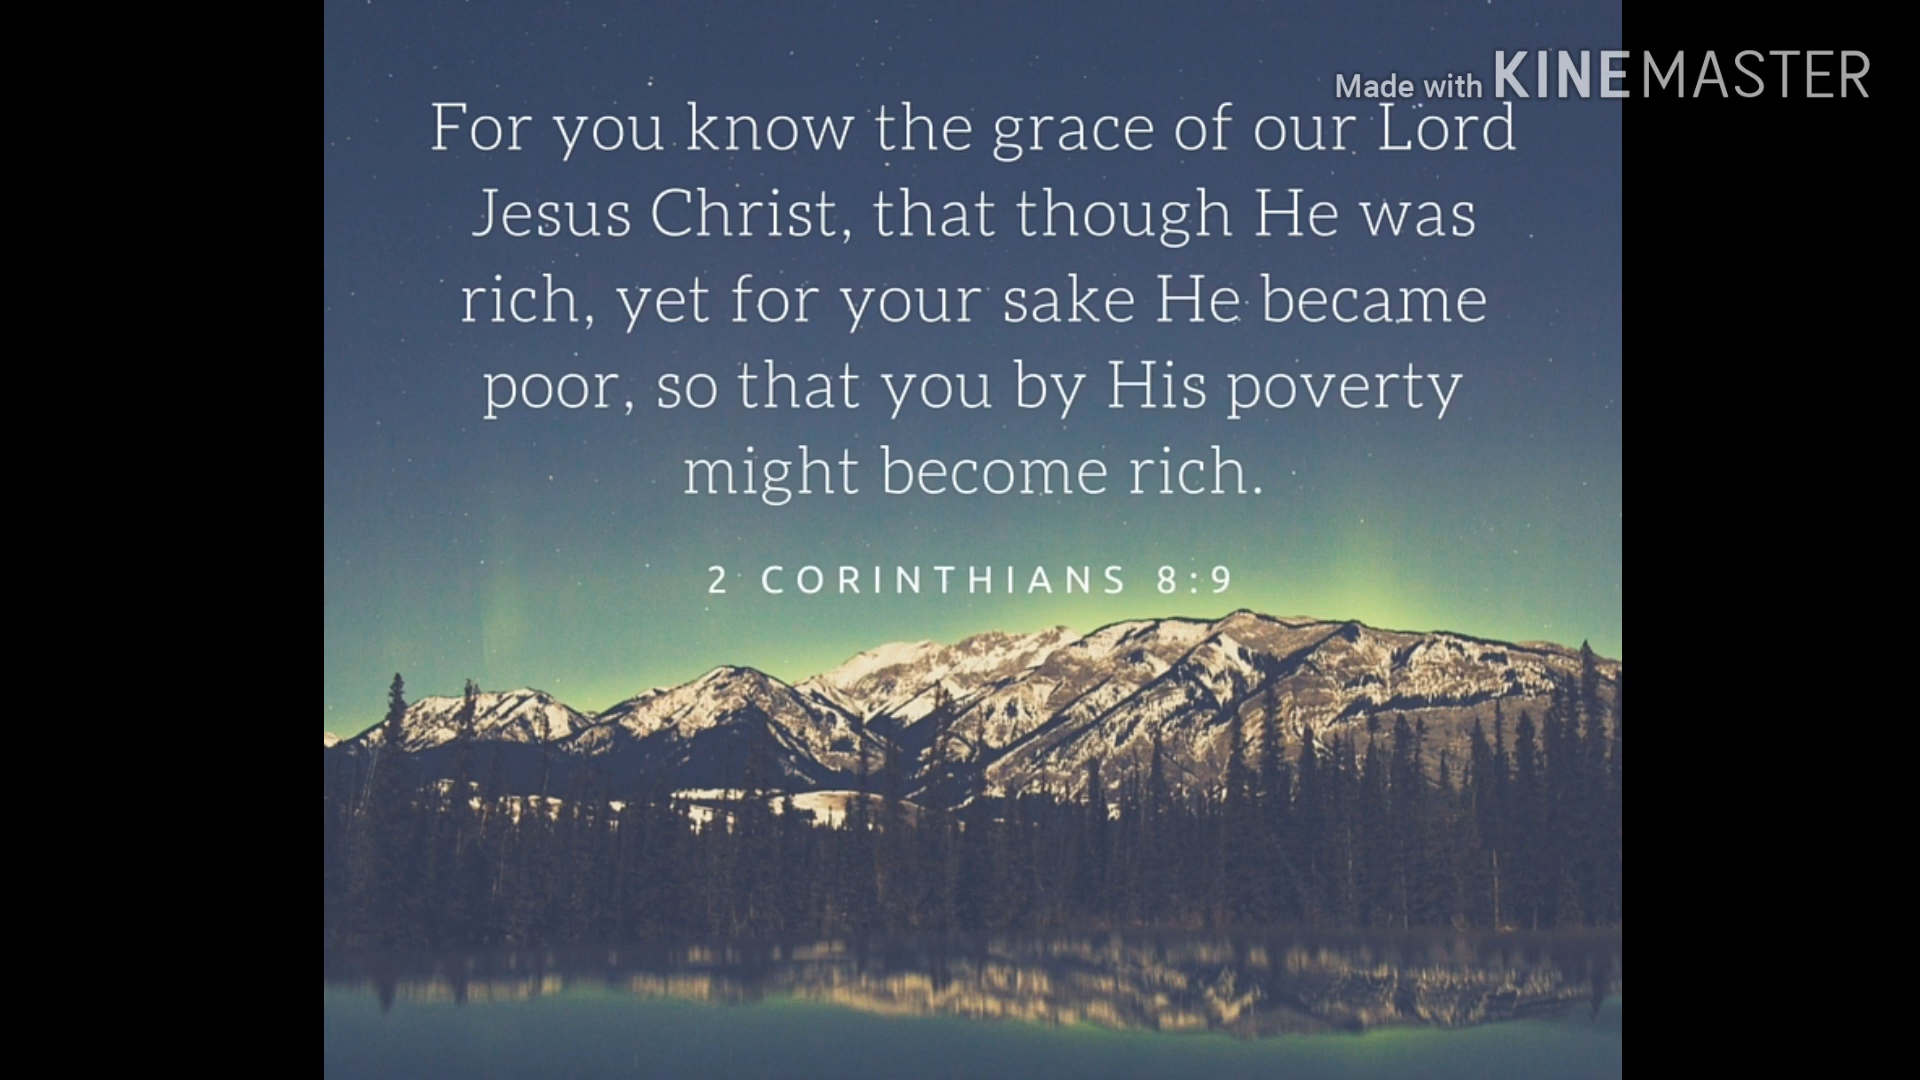 Made with KINEMASTER
For you know the grace of our Lord
Jesus Christ, that though He was
rich, yet for your sake He became
poor, so that you by His poverty
might become rich.
2 CORINTHIANS 8:9